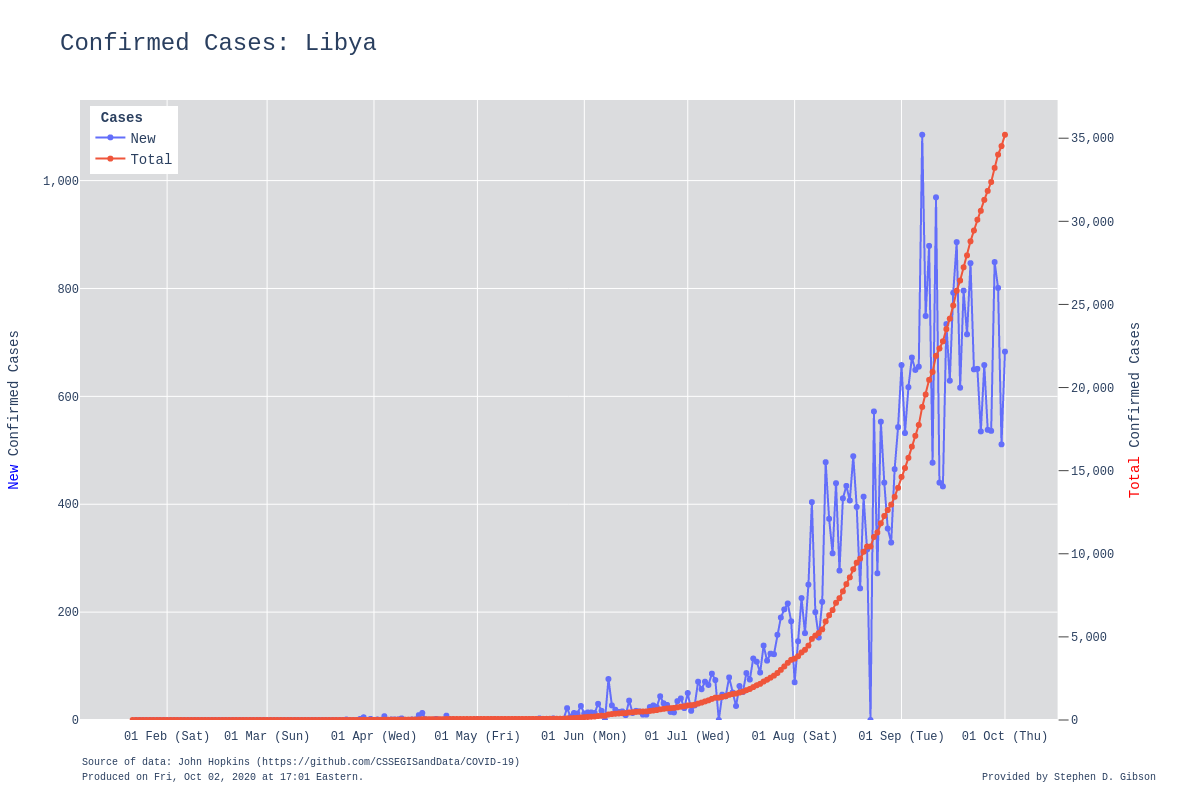 Confirmed Cases: Libya
Cases
New
Total
1,000
800
600
400
200
0
New Confirmed Cases
35,000
30,000
25,000
20,000
15,000
10,000
5,000
0
Total Confirmed Cases
01 Feb (Sat) 01 Mar (Sun) 01 Apr (Wed) 01 May (Fri) 01 Jun (Mon) 01 Jul (Wed) 01 Aug (Sat) 01 Sep (Tue) 01 Oct (Thu)
Source of data: John Hopkins (https://github.com/CSSEGISandData/COVID-19)
Produced on Fri, Oct 02, 2020 at 17:01 Eastern.
Provided by Stephen D. Gibson